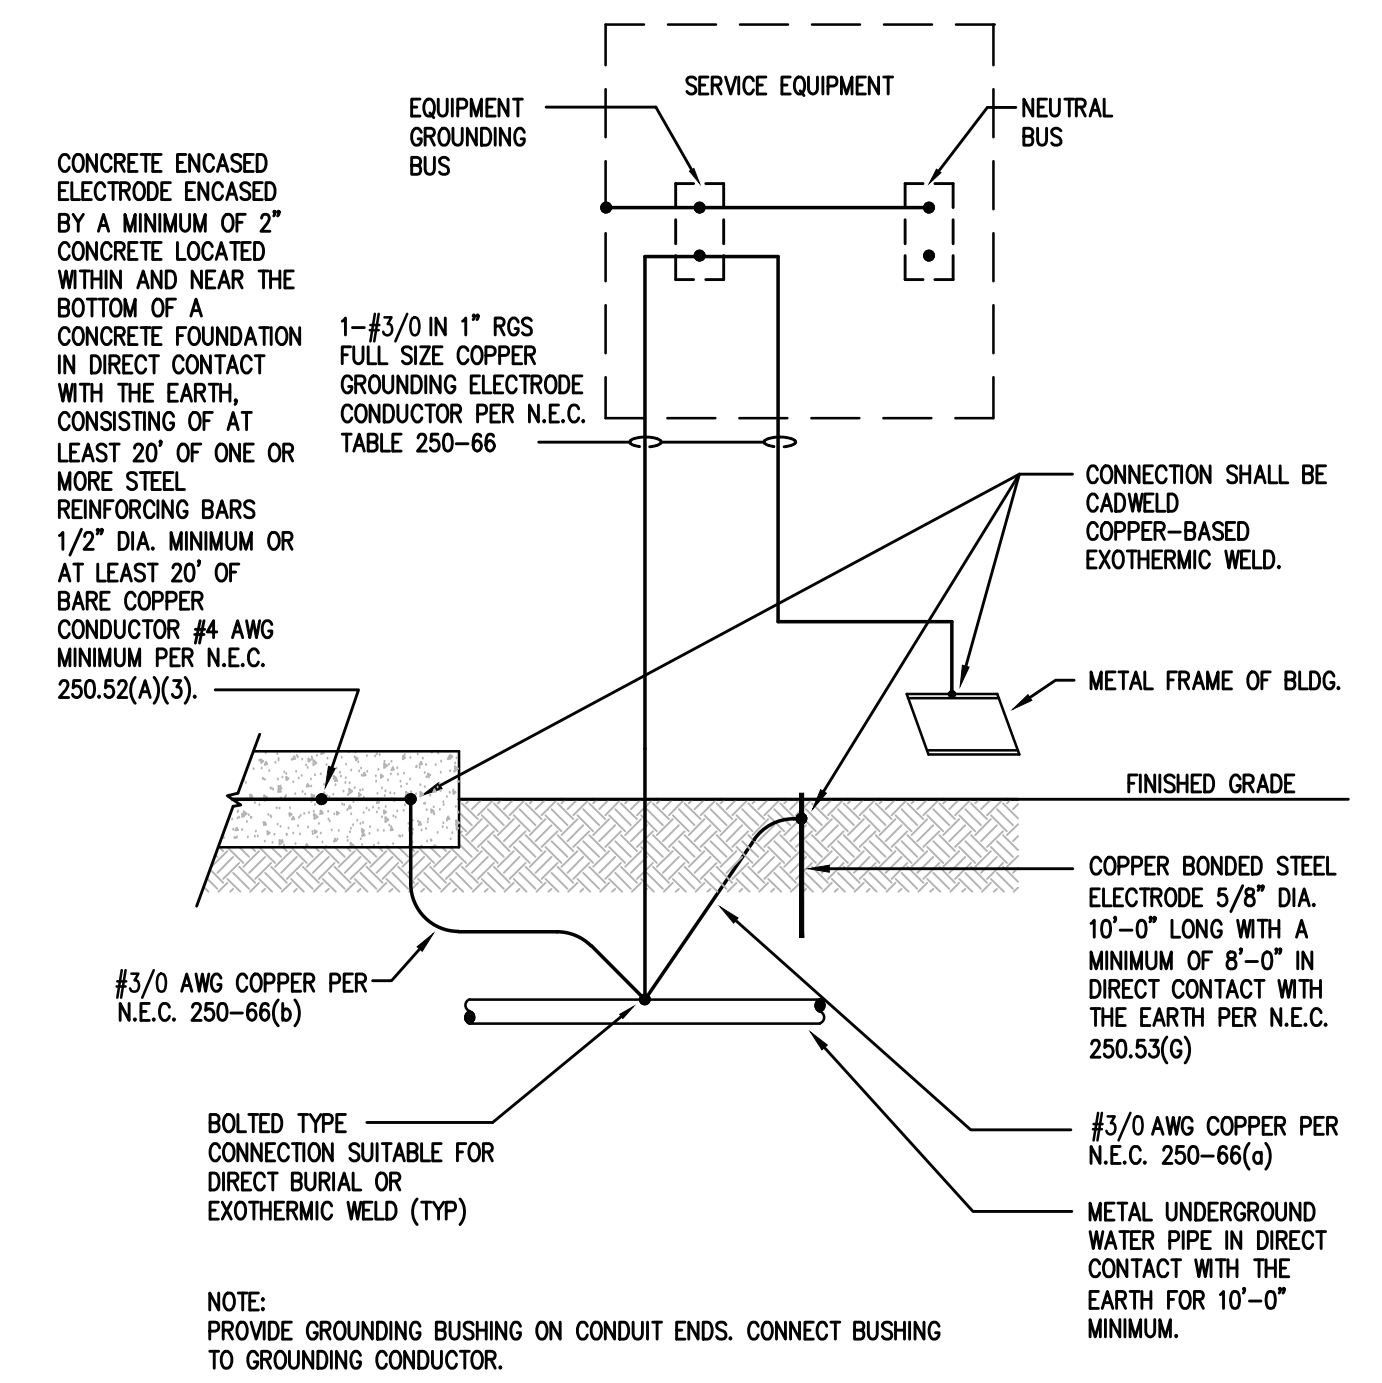 SERVICE EQUIPMENT
EQUIPMENT
GROUNDING
BUS
NEUTRAL
BUS
CONCRETE ENCASED
ELECTRODE ENCASED
BY A MINIMUM OF 2"
CONCRETE LOCATED
WITHIN AND NEAR THE
BOTTOM OF A
CONCRETE FOUNDATION
IN DIRECT CONTACT
WITH THE EARTH,
CONSISTING OF AT
LEAST 20' OF ONE OR
MORE STEEL
REINFORCING BARS
1/2" DIA. MINIMUM OR
AT LEAST 20' OF
BARE COPPER
CONDUCTOR #4 AWG
MINIMUM PER N.E.C.
250.52(A)(3).
1-#3/0 IN 1" RGS
FULL SIZE COPPER
GROUNDING ELECTRODE
CONDUCTOR PER N.E.C.
TABLE 250-66
CONNECTION SHALL BE
CADWELD
COPPER-BASED
EXOTHERMIC WELD.
METAL FRAME OF BLDG.
FINISHED GRADE
COPPER BONDED STEEL
ELECTRODE 5/8" DIA.
10'-0" LONG WITH A
MINIMUM OF 8'-0" IN
DIRECT CONTACT WITH
THE EARTH PER N.E.C.
250.53(G)
#3/0 AWG COPPER PER
N.E.C. 250-66(b)
BOLTED TYPE
CONNECTION SUITABLE FOR
DIRECT BURIAL OR
EXOTHERMIC WELD (TYP)
#3/0 AWG COPPER PER
N.E.C. 250-66(a)
METAL UNDERGROUND
WATER PIPE IN DIRECT
CONTACT WITH THE
EARTH FOR 10'-0"
MINIMUM.
NOTE:
PROVIDE GROUNDING BUSHING ON CONDUIT ENDS. CONNECT BUSHING
TO GROUNDING CONDUCTOR.